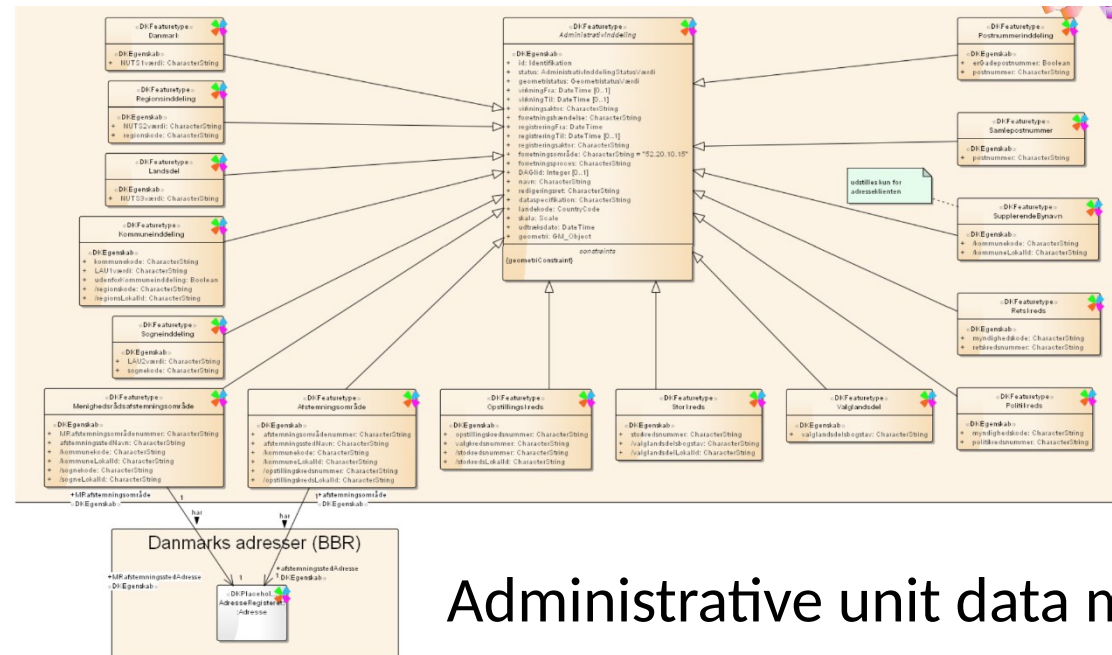 «DKFeaturetype»
Danmark
«DKEgenskab»
+ NUTS1værdi: CharacterString
«DKFeaturetype»
Regionsinddeling
«DKEgenskab»
+ NUTS2værdi: CharacterString
+ regionskode: CharacterString
«DKFeaturetype»
Landsdel
«DKEgenskab»
+ NUTS3værdi: CharacterString
«DKFeaturetype»
Kommuneinddeling
«DKEgenskab»
+ kommunekode: CharacterString
+ LAU1værdi: CharacterString
+ udenforKommuneinddeling: Boolean
+ /regionskode: CharacterString
+ /regionsLokalId: CharacterString
«DKFeaturetype»
Sogneinddeling
«DKEgenskab»
+ LAU2værdi: CharacterString
+ sognekode: CharacterString
«DKFeaturetype»
AdministrativInddeling
«DKEgenskab»
+ id: Identifikation
+ status: AdministrativInddelingStatusVærdi
+ geometristatus: GeometristatusVærdi
+ virkningFra: DateTime [0..1]
+ virkningTil: DateTime [0..1]
+ virkningsaktør: CharacterString
+ forretningshændelse: CharacterString
+ registreringFra: DateTime
+ registreringTil: DateTime [0..1]
+ registreringsaktør: CharacterString
+ forretningsområde: CharacterString = "52.20.10.15"
+ forretningsproces: CharacterString
+ DAGIid: Integer [0..1]
+ navn: CharacterString
+ redigeringsret: CharacterString
+ dataspecifikation: CharacterString
+ landekode: CountryCode
+ skala: Scale
+ udtræksdato: DateTime
+ geometri: GM_Object
constraints
{geometriConstraint}
«DKFeaturetype»
Postnummerinddeling
«DKEgenskab»
+ erGadepostnummer: Boolean
+ postnummer: CharacterString
«DKFeaturetype»
Samlepostnummer
«DKEgenskab»
+ postnummer: CharacterString
udstilles kun for
adresseklienten
«DKFeaturetype»
SupplerendeBynavn
«DKEgenskab»
+ /kommunekode: CharacterString
+ /kommuneLokalId: CharacterString
«DKFeaturetype»
Retskreds
«DKEgenskab»
+ myndighedskode: CharacterString
+ retskredsnummer: CharacterString
«DKFeaturetype»
Menighedsrådsafstemningsområde
«DKEgenskab»
+ MRafstemningsområdenummer: CharacterString
+ afstemningsstedNavn: CharacterString
+ /kommunekode: CharacterString
+ /kommuneLokalId: CharacterString
+ /sognekode: CharacterString
+ /sogneLokalId: CharacterString
«DKFeaturetype»
Afstemningsområde
«DKEgenskab»
+ afstemningsområdenummer: CharacterString
+ afstemningsstedNavn: CharacterString
+ /kommunekode: CharacterString
+ /kommuneLokalId: CharacterString
+ /opstillingskredsnummer: CharacterString
+ /opstillingskredsLokalId: CharacterString
«DKFeaturetype»
Opstillingskreds
«DKEgenskab»
+ opstillingskredsnummer: CharacterString
+ valgkredsnummer: CharacterString
+ /storkredsnummer: CharacterString
+ /storkredsLokalId: CharacterString
«DKFeaturetype»
Storkreds
«DKEgenskab»
+ storkredsnummer: CharacterString
+ /valglandsdelsbogstav: CharacterString
+ /valglandsdelLokalId: CharacterString
«DKFeaturetype»
Valglandsdel
«DKEgenskab»
+ valglandsdelsbogstav: CharacterString
«DKFeaturetype»
Politikreds
«DKEgenskab»
+ myndighedskode: CharacterString
+ politikredsnummer: CharacterString
+MRafstemningsområde 1
«DKEgenskab»
har
1 +afstemningsområde
«DKEgenskab»
har
Danmarks adresser (BBR)
+MRafstemningsstedAdresse 1
«DKEgenskab»
+afstemningsstedAdresse
1 «DKEgenskab»
«DKPlacehol...
AdresseRegisteret::
:Adresse
Administrative unit data m